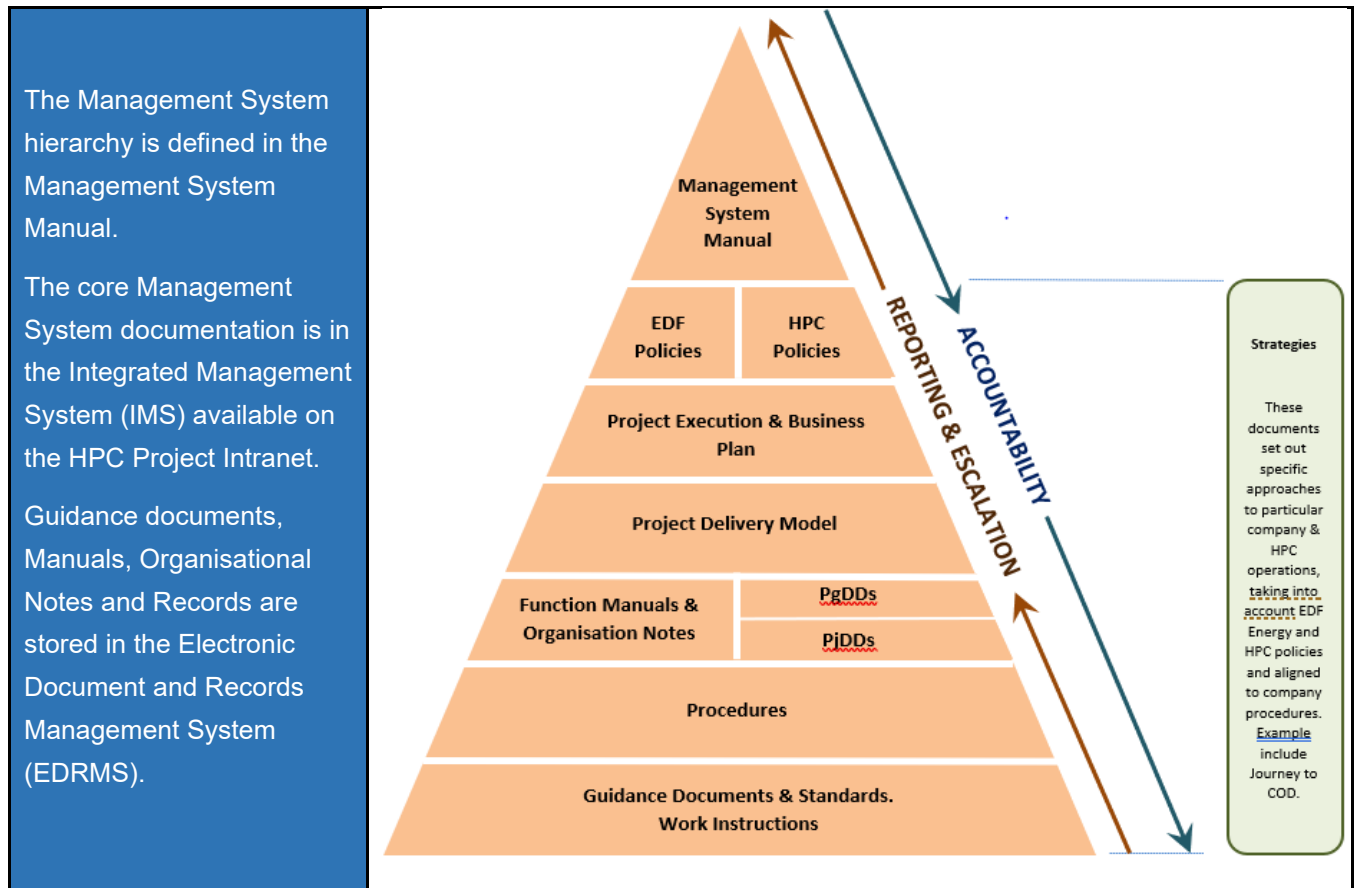 The Management System
hierarchy is defined in the
Management System
Manual.
The core Management
System documentation is in
the Integrated Management
System (IMS) available on
the HPC Project Intranet.
Guidance documents,
Manuals, Organisational
Notes and Records are
stored in the Electronic
Document and Records
Management System
(EDRMS).
Management
System
Manual
EDF
Policies
HPC
Policies
Project Execution & Business
Plan
Project Delivery Model
Function Manuals &
Organisation Notes
PgDDs
PjDDs
Procedures
Guidance Documents & Standards.
Work Instructions
REPORTING & ESCALATION
ACCOUNTABILITY
Strategies
These
documents
set out
specific
approaches
to particular
company &
HPC
operations,
taking into
account EDF
Energy and
HPC policies
and aligned
to company
procedures.
Example
include
Journey to
COD.